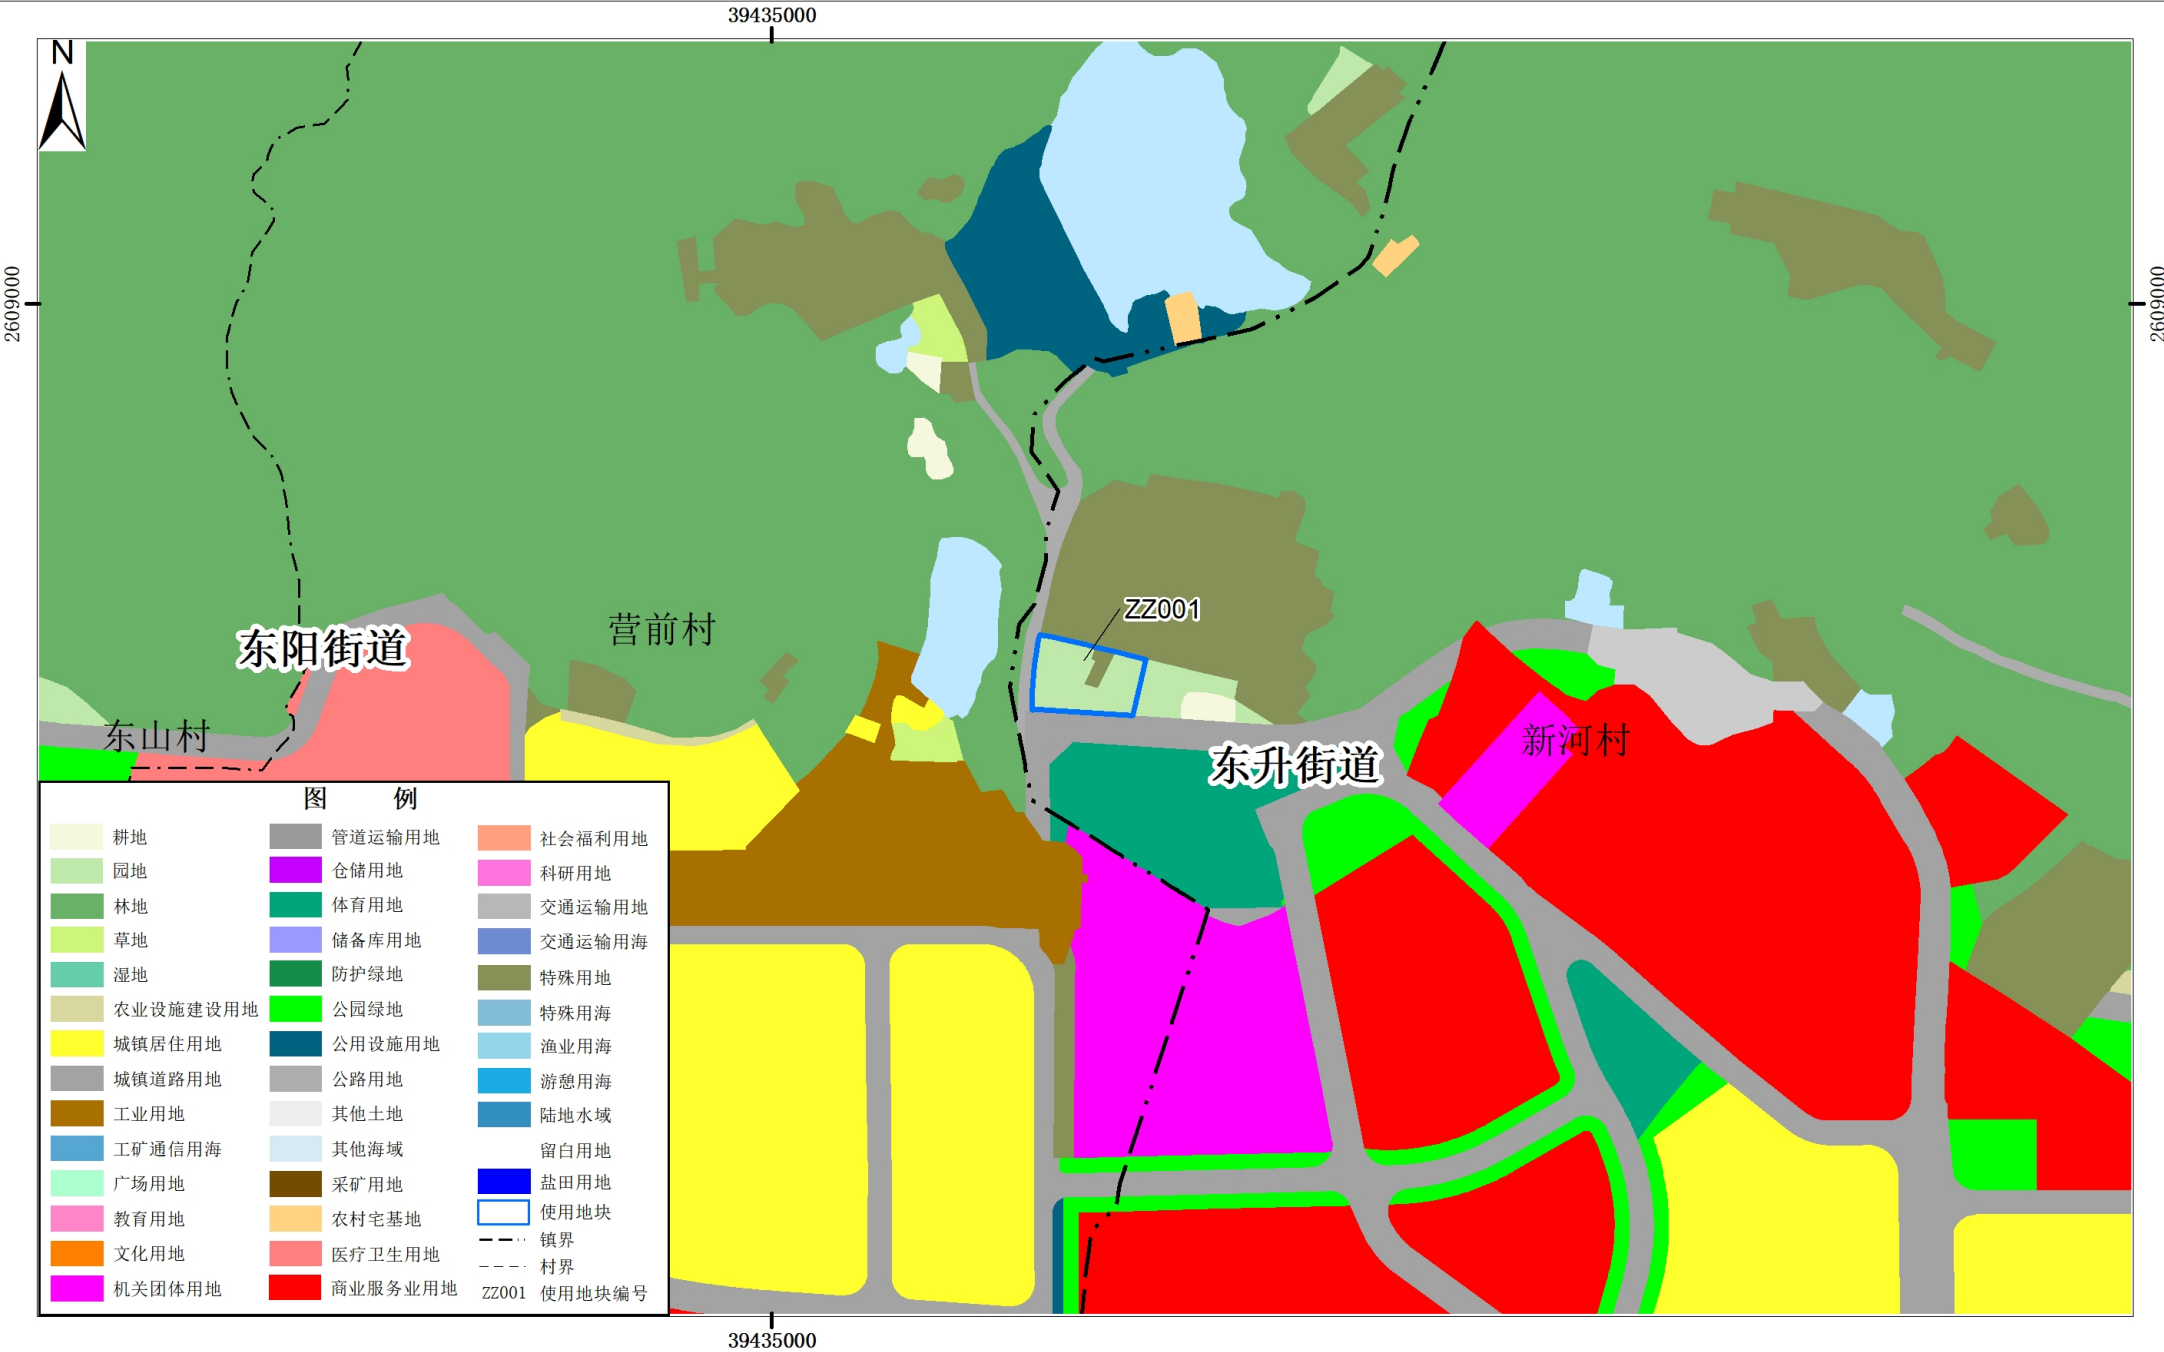 39435000
N
2609000
2609000
ZZ001
营前村
东阳街道
东山村
新河村
东升街道
图 例
耕地
园地
林地
草地
湿地
农业设施建设用地
城镇居住用地
城镇道路用地
工业用地
工矿通信用海
广场用地
教育用地
文化用地
机关团体用地
管道运输用地
仓储用地
体育用地
储备库用地
防护绿地
公园绿地
公用设施用地
公路用地
其他土地
其他海域
采矿用地
农村宅基地
医疗卫生用地
商业服务业用地
社会福利用地
科研用地
交通运输用地
交通运输用海
特殊用地
特殊用海
渔业用海
游憩用海
陆地水域
留白用地
盐田用地
使用地块
镇界
村界
ZZ001 使用地块编号
39435000